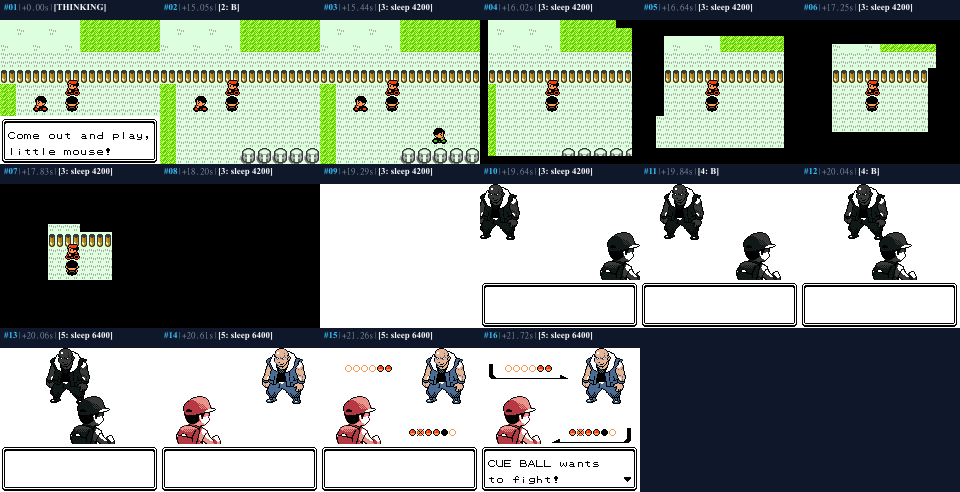 #01 | +0.00s | [THINKING]
#02 | +15.05s | [2: B]
#03 | +15.44s | [3: sleep 4200]
#04 | +16.02s | [3: sleep 4200]
#05 | +16.64s | [3: sleep 4200]
#06 | +17.25s | [3: sleep 4200]
Come out and play,
little mouse!
#07 | +17.83s | [3: sleep 4200]
#08 | +18.20s | [3: sleep 4200]
#09 | +19.29s | [3: sleep 4200]
#10 | +19.64s | [3: sleep 4200]
#11 | +19.84s | [4: B]
#12 | +20.04s | [4: B]
#13 | +20.06s | [5: sleep 6400]
#14 | +20.61s | [5: sleep 6400]
#15 | +21.26s | [5: sleep 6400]
#16 | +21.72s | [5: sleep 6400]
CUE BALL wants
to fight!